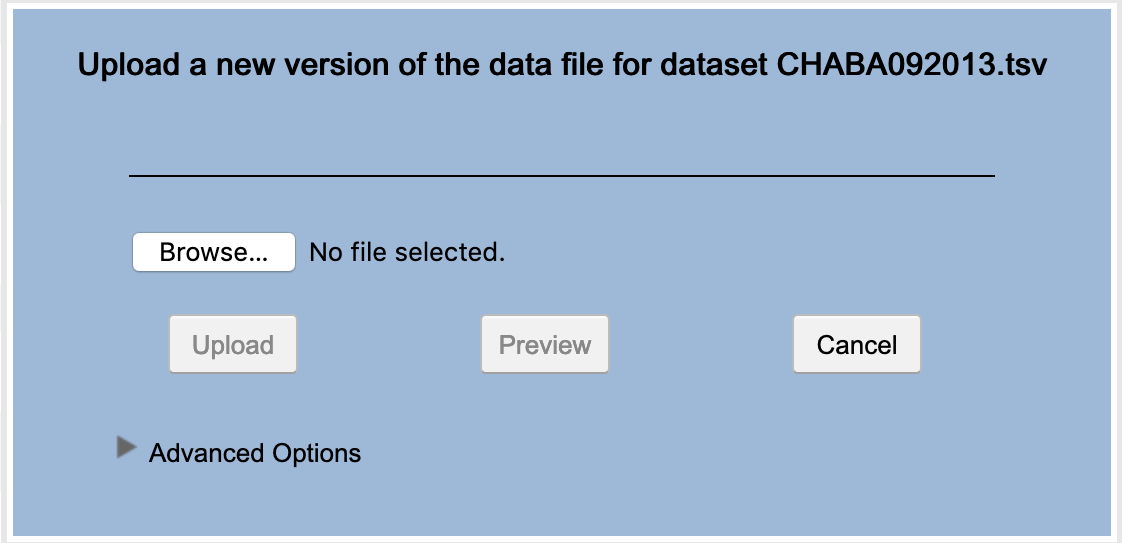 Upload a new version of the data file for dataset CHABA092013.tsv
Browse... No file selected.
Upload Preview Cancel
Advanced Options